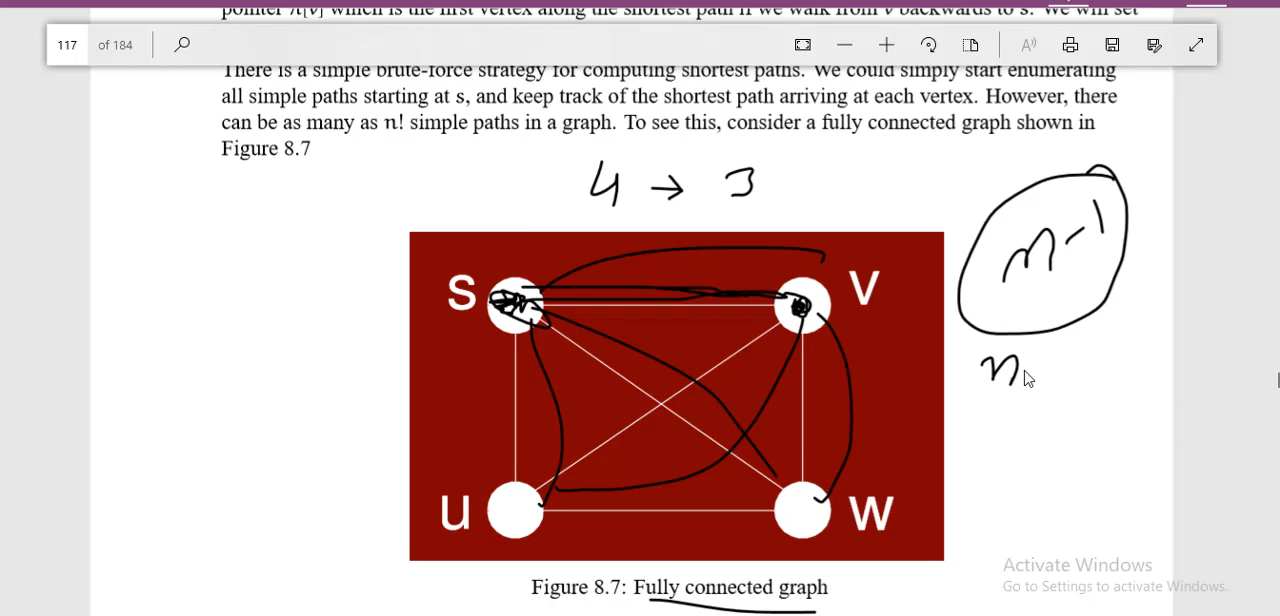 117 of 184
There is a simple brute-force strategy for computing shortest paths. We could simply start enumerating
all simple paths starting at s, and keep track of the shortest path arriving at each vertex. However, there
can be as many as n! simple paths in a graph. To see this, consider a fully connected graph shown in
Figure 8.7
4 → 3
n-1
s v
n
u w
Figure 8.7: Fully connected graph
Activate Windows
Go to Settings to activate Windows.